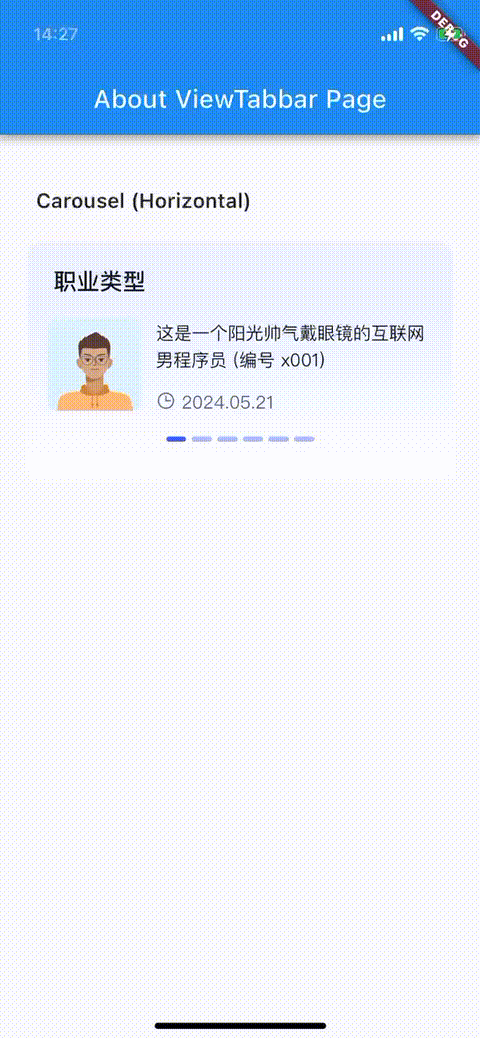 14:27
DEBUG
About ViewTabbar Page
Carousel (Horizontal)
职业类型
这是一个阳光帅气戴眼镜的互联网
男程序员 (编号 x001)
2024.05.21